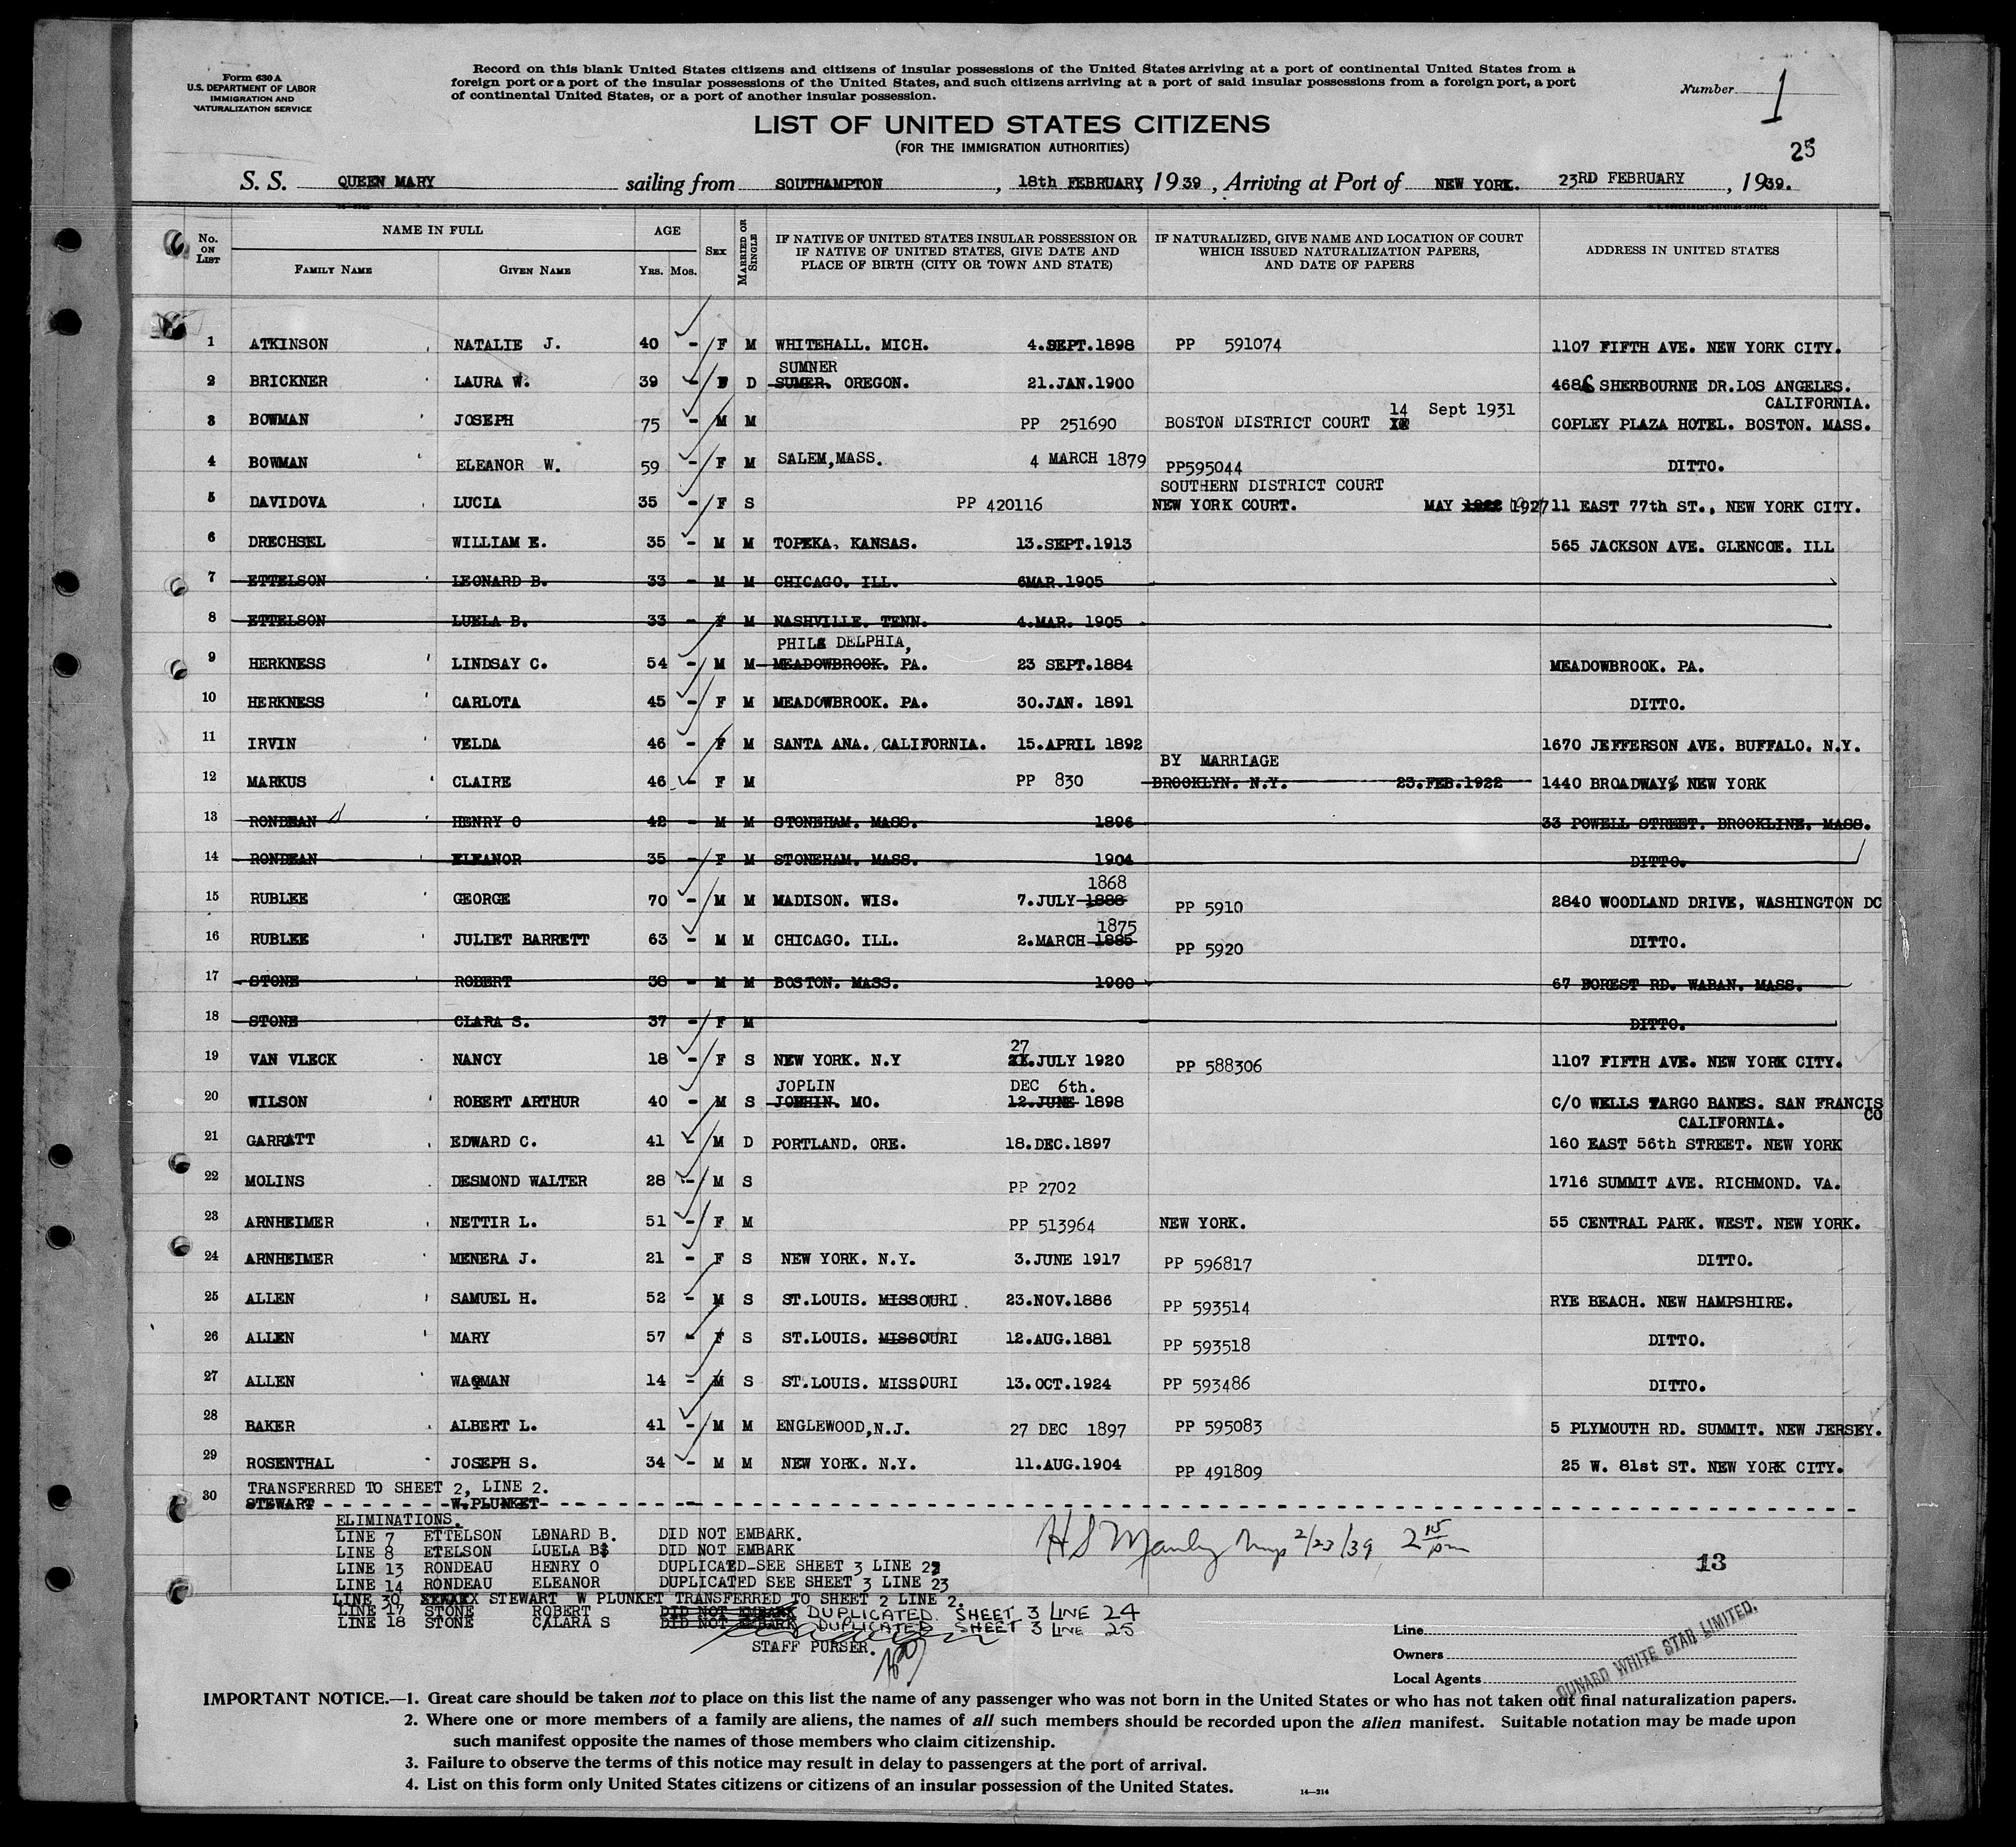 Form 630 A
U.S. DEPARTMENT OF LABOR
IMMIGRATION AND
NATURALIZATION SERVICE
Record on this blank United States citizens and citizens of insular possessions of the United States arriving at a port of continental United States from a
foreign port or a port of the insular possessions of the United States, and such citizens arriving at a port of said insular possessions from a foreign port, a port
of continental United States, or a port of another insular possession.
Number 1
LIST OF UNITED STATES CITIZENS
(FOR THE IMMIGRATION AUTHORITIES)
25
S. S. QUEEN MARY sailing from SOUTHAMPTON, 18th FEBRUARY, 1939, Arriving at Port of NEW YORK. 23RD FEBRUARY, 1939.
No. ON LIST NAME IN FULL AGE SEX MARRIED OR SINGLE IF NATIVE OF UNITED STATES INSULAR POSSESSION OR IF NATIVE OF UNITED STATES, GIVE DATE AND PLACE OF BIRTH (CITY OR TOWN AND STATE) IF NATURALIZED, GIVE NAME AND LOCATION OF COURT WHICH ISSUED NATURALIZATION PAPERS, AND DATE OF PAPERS ADDRESS IN UNITED STATES
FAMILY NAME GIVEN NAME YRS. MOS.
1 ATKINSON NATALIE J. 40 - F M WHITEHALL. MICH. 4.SEPT.1898 PP 591074 1107 FIFTH AVE. NEW YORK CITY.
SUMNER
2 BRICKNER LAURA W. 39 - F D SUMER. OREGON. 21.JAN.1900 468 SHERBOURNE DR.LOS ANGELES.
CALIFORNIA.
14 Sept 1931
3 BOWMAN JOSEPH 75 - M M PP 251690 BOSTON DISTRICT COURT COPLEY PLAZA HOTEL. BOSTON. MASS.
4 BOWMAN ELEANOR W. 59 - F M SALEM,MASS. 4 MARCH 1879 PP595044 DITTO.
SOUTHERN DISTRICT COURT
5 DAVIDOVA LUCIA 35 - F S PP 420116 NEW YORK COURT. MAY 1922 1927 11 EAST 77th ST., NEW YORK CITY.
6 DRECHSEL WILLIAM E. 35 - M M TOPEKA, KANSAS. 13.SEPT.1913 565 JACKSON AVE. GLENCOE. ILL
7 ETTELSON LEONARD B. 33 - M M CHICAGO. ILL. 6MAR.1905
8 ETTELSON LUELA B. 33 - F M NASHVILLE. TENN. 4.MAR. 1905
PHILA DELPHIA,
9 HERKNESS LINDSAY C. 54 - M M MEADOWBROOK. PA. 23 SEPT.1884 MEADOWBROOK. PA.
10 HERKNESS CARLOTA 45 - F M MEADOWBROOK. PA. 30.JAN. 1891 DITTO.
11 IRVIN VELDA 46 - F M SANTA ANA. CALIFORNIA. 15.APRIL 1892 1670 JEFFERSON AVE. BUFFALO. N.Y.
BY MARRIAGE
12 MARKUS CLAIRE 46 - F M PP 830 BROOKLYN. N.Y. 23.FEB.1922 1440 BROADWAY NEW YORK
13 RONDEAN HENRY O 42 - M M STONEHAM. MASS. 1896 33 POWELL STREET. BROOKLINE. MASS.
14 RONDEAN ELEANOR 35 - F M STONEHAM. MASS. 1904 DITTO.
1868
15 RUBLEE GEORGE 70 - M M MADISON. WIS. 7.JULY 1888 PP 5910 2840 WOODLAND DRIVE, WASHINGTON DC
1875
16 RUBLEE JULIET BARRETT 63 - M M CHICAGO. ILL. 2.MARCH 1885 PP 5920 DITTO.
17 STONE ROBERT 38 - M M BOSTON. MASS. 1900 67 FOREST RD. WABAN. MASS.
18 STONE CLARA S. 37 - F M DITTO.
27
19 VAN VLECK NANCY 18 - F S NEW YORK. N.Y .JULY 1920 PP 588306 1107 FIFTH AVE. NEW YORK CITY.
JOPLIN DEC 6th.
20 WILSON ROBERT ARTHUR 40 - M S JOPHIN. MO. 12.JUNE 1898 C/O WELLS FARGO BANKS. SAN FRANCIS
CO
CALIFORNIA.
21 GARRATT EDWARD C. 41 - M D PORTLAND. ORE. 18.DEC.1897 160 EAST 56th STREET. NEW YORK
22 MOLINS DESMOND WALTER 28 - M S PP 2702 1716 SUMMIT AVE. RICHMOND. VA.
23 ARNHEIMER NETTIR L. 51 - F M PP 513964 NEW YORK. 55 CENTRAL PARK. WEST. NEW YORK.
24 ARNHEIMER MENERA J. 21 - F S NEW YORK. N.Y. 3.JUNE 1917 PP 596817 DITTO.
25 ALLEN SAMUEL H. 52 - M S ST.LOUIS. MISSOURI. 23.NOV.1886 PP 593514 RYE BEACH. NEW HAMPSHIRE.
26 ALLEN MARY 57 - F S ST.LOUIS. MISSOURI 12.AUG.1881 PP 593518 DITTO.
27 ALLEN WAQMAN 14 - M S ST.LOUIS. MISSOURI 13.OCT.1924 PP 593486 DITTO.
28 BAKER ALBERT L. 41 - M M ENGLEWOOD,N.J. 27 DEC 1897 PP 595083 5 PLYMOUTH RD. SUMMIT. NEW JERSEY.
29 ROSENTHAL JOSEPH S. 34 - M M NEW YORK. N.Y. 11.AUG.1904 PP 491809 25 W. 81st ST. NEW YORK CITY.
TRANSFERRED TO SHEET 2, LINE 2.
30 STEWART W.PLUNKET
ELIMINATIONS.
LINE 7 ETTELSON LEONARD B. DID NOT EMBARK.
LINE 8 ETELSON LUELA B DID NOT EMBARK
LINE 13 RONDEAU HENRY O DUPLICATED-SEE SHEET 3 LINE 22
LINE 14 RONDEAU ELEANOR DUPLICATED SEE SHEET 3 LINE 23
LINE 30 STEWART W PLUNKET TRANSFERRED TO SHEET 2 LINE 2.
LINE 17 STONE ROBERT DID NOT EMBARK DUPLICATED. SHEET 3 LINE 24
LINE 18 STONE CALARA S DID NOT EMBARK DUPLICATED SHEET 3 LINE 25
STAFF PURSER.
H S Manley 2/23/39 2 15 pm
13
Line
Owners
Local Agents
CUNARD WHITE STAR LIMITED.
IMPORTANT NOTICE.—1. Great care should be taken not to place on this list the name of any passenger who was not born in the United States or who has not taken out final naturalization papers.
2. Where one or more members of a family are aliens, the names of all such members should be recorded upon the alien manifest. Suitable notation may be made upon
such manifest opposite the names of those members who claim citizenship.
3. Failure to observe the terms of this notice may result in delay to passengers at the port of arrival.
4. List on this form only United States citizens or citizens of an insular possession of the United States.
14—314